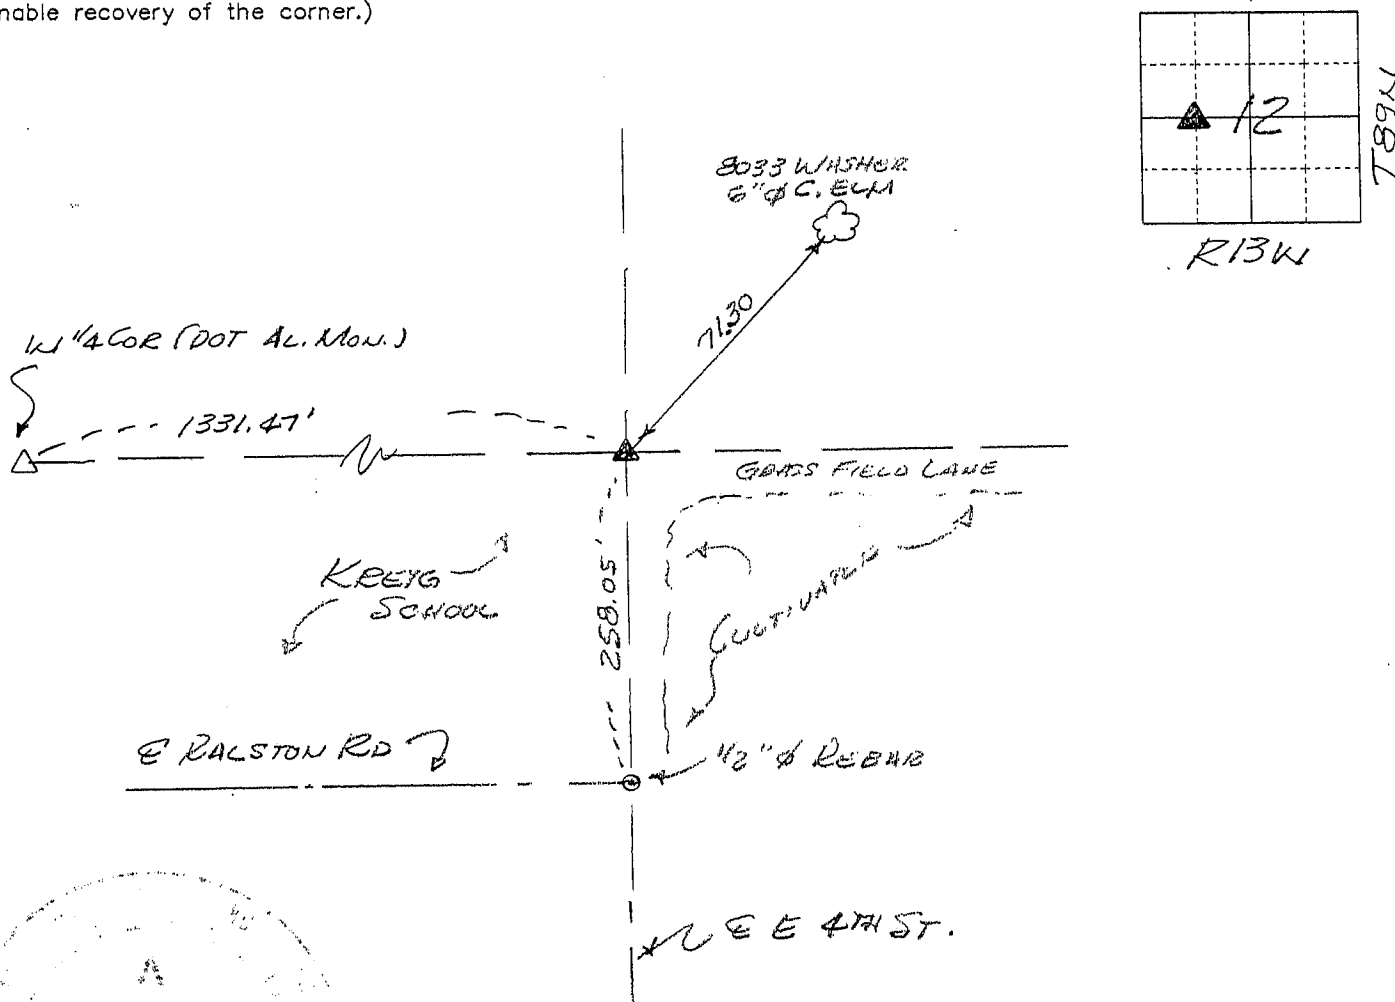 nable recovery of the corner.)
12
T89N
R13W
8033 WASHER
6"ø C. ELM
71.30
W 1/4 COR (DOT AL. MON.)
1331.47'
GRASS FIELD LANE
KREYG
SCHOOL
258.05'
CULTIVATED
℄ RALSTON RD
1/2"ø REBAR
℄ E 4TH ST.
A